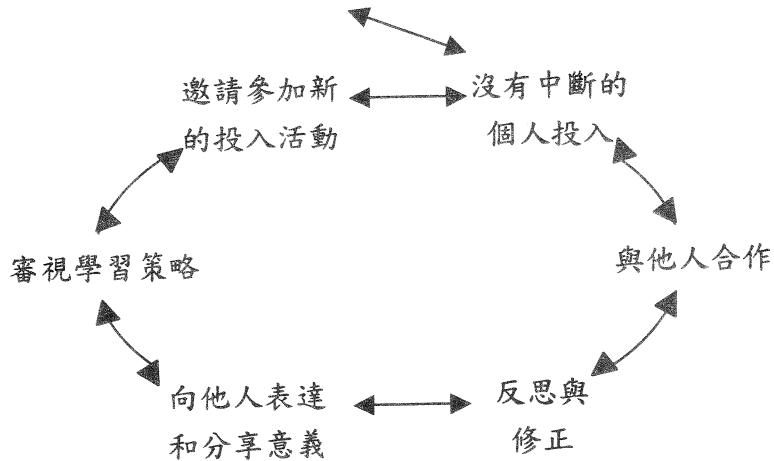 邀請參加新
的投入活動
沒有中斷的
個人投入
與他人合作
反思與
修正
向他人表達
和分享意義
審視學習策略